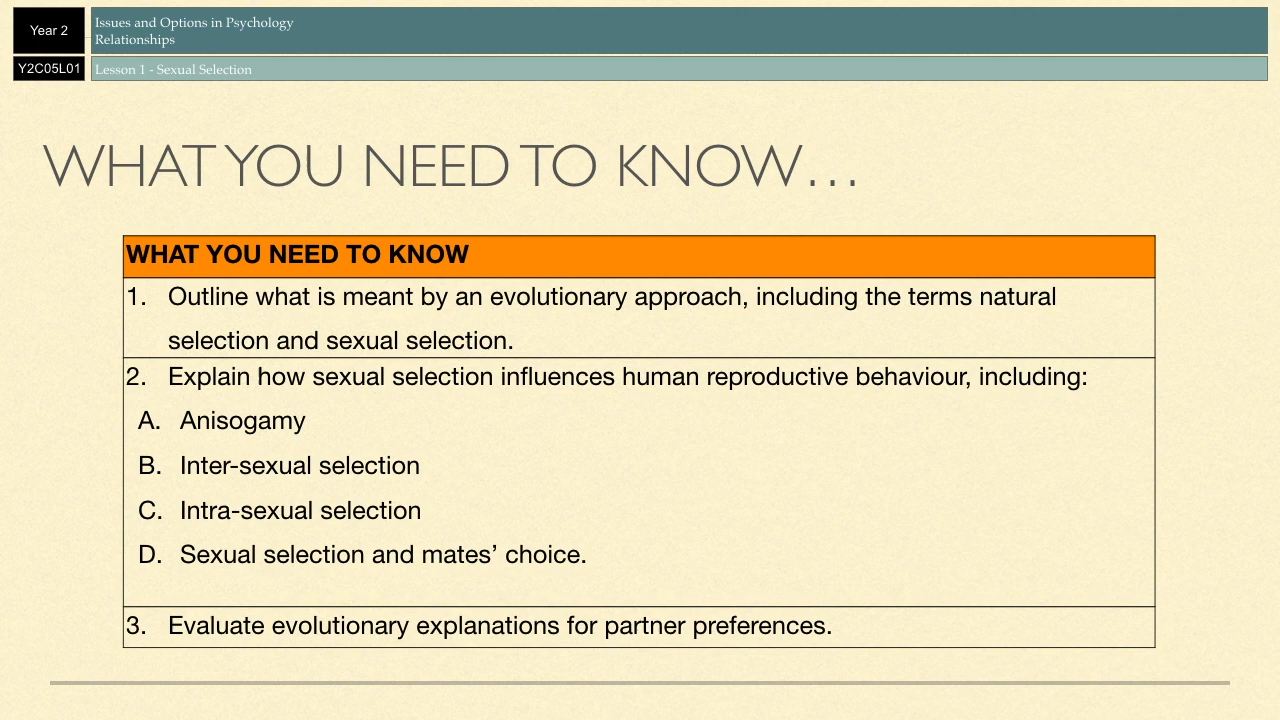 Year 2
Issues and Options in Psychology
Relationships
Y2C05L01
Lesson 1 - Sexual Selection
WHAT YOU NEED TO KNOW…
WHAT YOU NEED TO KNOW
1. Outline what is meant by an evolutionary approach, including the terms natural
selection and sexual selection.
2. Explain how sexual selection influences human reproductive behaviour, including:
A. Anisogamy
B. Inter-sexual selection
C. Intra-sexual selection
D. Sexual selection and mates’ choice.
3. Evaluate evolutionary explanations for partner preferences.